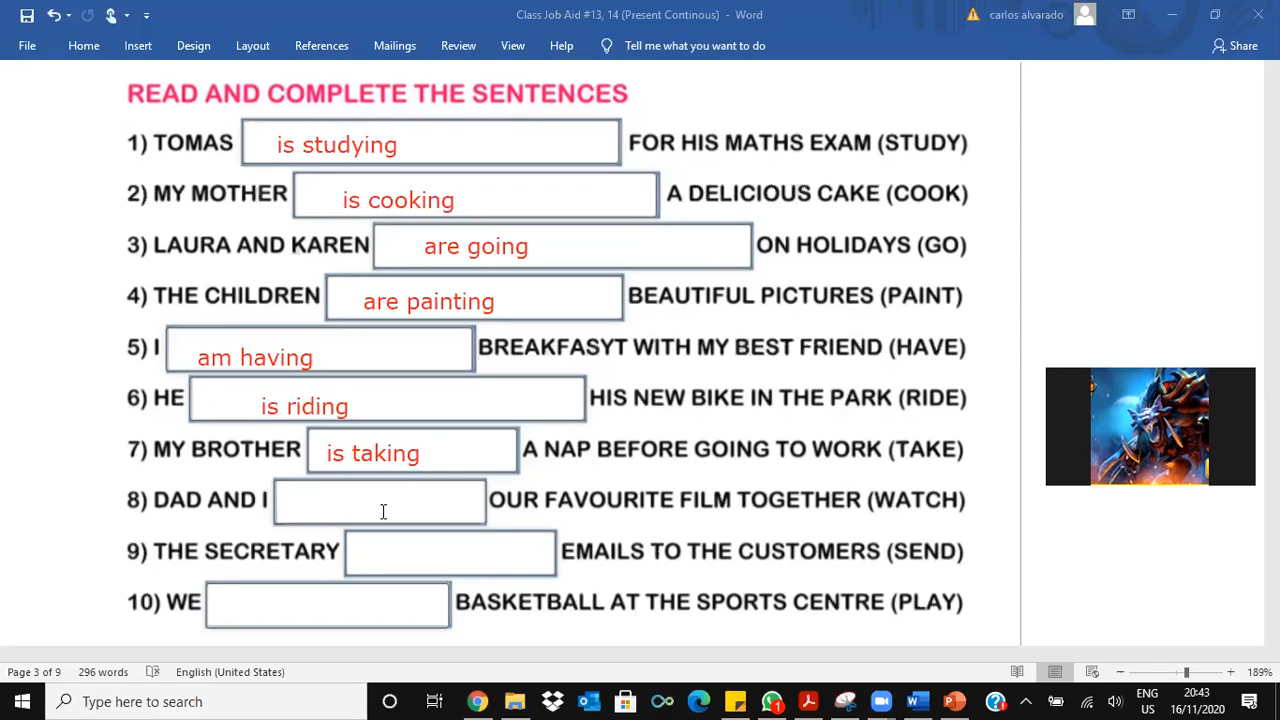 Class Job Aid #13, 14 (Present Continous) - Word
carlos alvarado
File Home Insert Design Layout References Mailings Review View Help Tell me what you want to do Share
READ AND COMPLETE THE SENTENCES
1) TOMAS is studying FOR HIS MATHS EXAM (STUDY)
2) MY MOTHER is cooking A DELICIOUS CAKE (COOK)
3) LAURA AND KAREN are going ON HOLIDAYS (GO)
4) THE CHILDREN are painting BEAUTIFUL PICTURES (PAINT)
5) I am having BREAKFASYT WITH MY BEST FRIEND (HAVE)
6) HE is riding HIS NEW BIKE IN THE PARK (RIDE)
7) MY BROTHER is taking A NAP BEFORE GOING TO WORK (TAKE)
8) DAD AND I OUR FAVOURITE FILM TOGETHER (WATCH)
9) THE SECRETARY EMAILS TO THE CUSTOMERS (SEND)
10) WE BASKETBALL AT THE SPORTS CENTRE (PLAY)
Page 3 of 9 296 words English (United States) 189%
Type here to search
1
ENG 20:43
US 16/11/2020